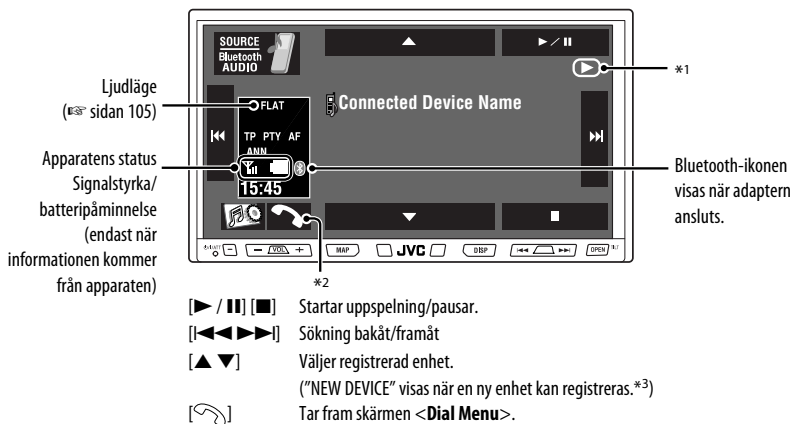 SOURCE
Bluetooth
AUDIO
▲
▶ / II
*1
Ljudläge
(☞ sidan 105)
FLAT
Connected Device Name
TP PTY AF
ANN
15:45
Apparatens status
Signalstyrka/
batteripåminnelse
(endast när
informationen kommer
från apparaten)
Bluetooth-ikonen
visas när adaptern
ansluts.
▼
■
− VOL +
MAP
JVC
DISP
OPEN
*2
[▶ / II] [■] Startar uppspelning/pausar.
[I◀◀ ▶▶I] Sökning bakåt/framåt
[▲ ▼] Väljer registrerad enhet.
("NEW DEVICE" visas när en ny enhet kan registreras.*3)
[ ] Tar fram skärmen <Dial Menu>.